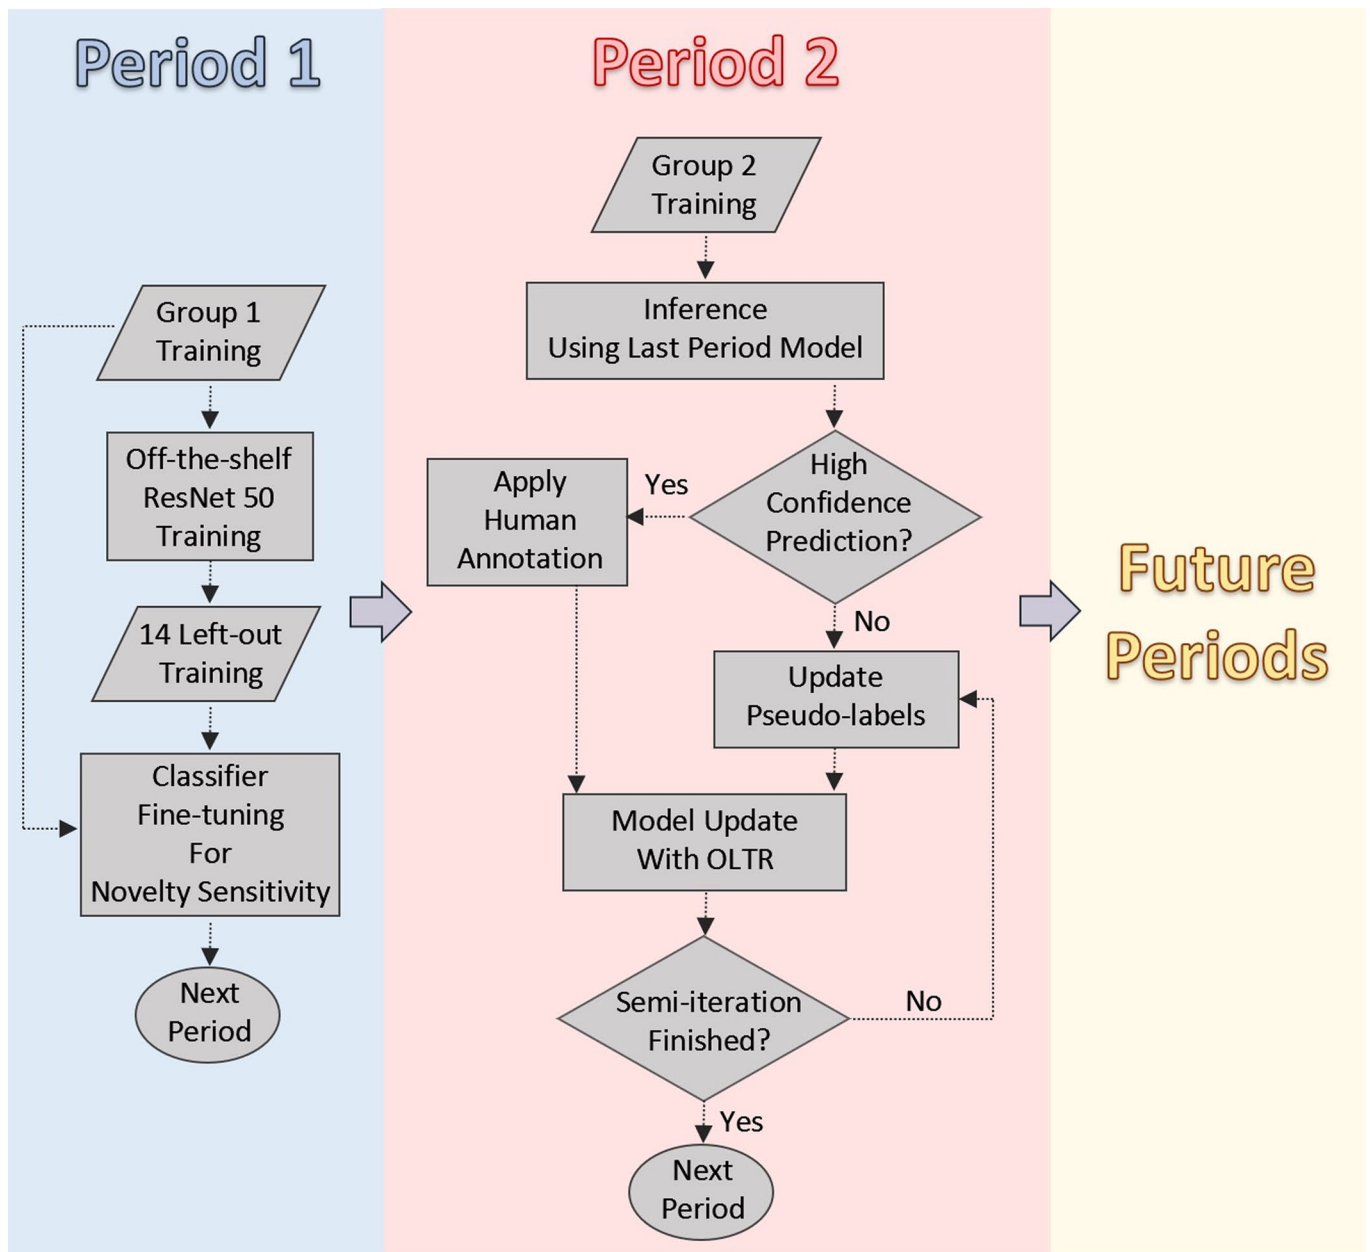 Period 1
Group 1
Training
Off-the-shelf
ResNet 50
Training
14 Left-out
Training
Classifier
Fine-tuning
For
Novelty Sensitivity
Next
Period
Period 2
Group 2
Training
Inference
Using Last Period Model
High
Confidence
Prediction?
Yes
Apply
Human
Annotation
No
Update
Pseudo-labels
Model Update
With OLTR
Semi-iteration
Finished?
No
Yes
Next
Period
Future
Periods